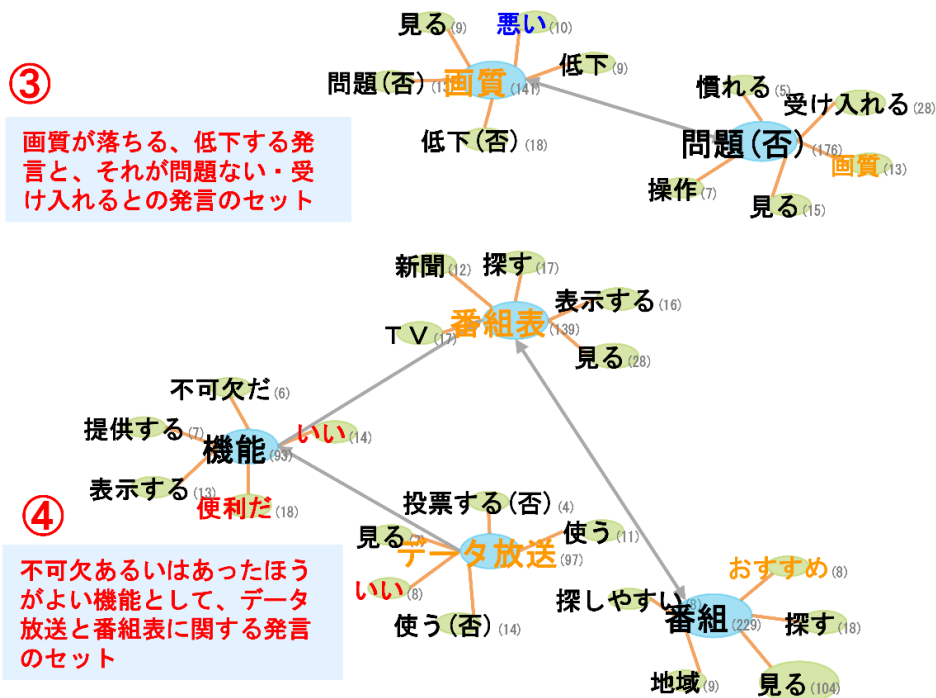 見る(9)
悪い(10)
低下(9)
問題(否)
画質(141)
低下(否)(18)
③
画質が落ちる、低下する発
言と、それが問題ない・受
け入れるとの発言のセット
慣れる(5)
受け入れる(28)
問題(否)(176)
画質(13)
操作(7)
見る(15)
新聞(12)
探す(17)
表示する(16)
番組表(139)
TV(17)
見る(28)
不可欠だ(6)
提供する(7)
いい(14)
機能(93)
表示する(13)
便利だ(18)
④
不可欠あるいはあったほう
がよい機能として、データ
放送と番組表に関する発言
のセット
投票する(否)(4)
見る
使う(11)
データ放送(97)
いい(8)
使う(否)(14)
おすすめ(8)
探しやすい
番組(229)
探す(18)
地域(9)
見る(104)